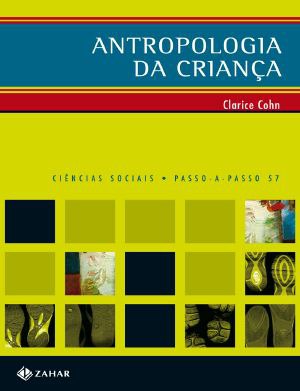 ANTROPOLOGIA
DA CRIANÇA
Clarice Cohn
CIÊNCIAS SOCIAIS • PASSO-A-PASSO 57
ZAHAR